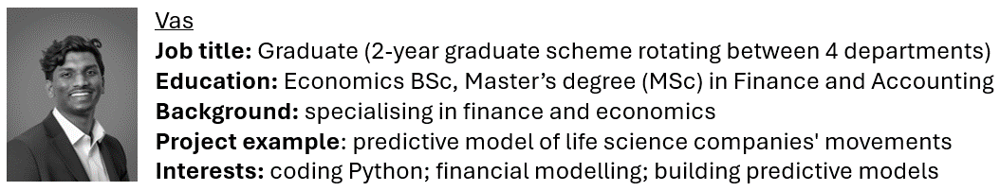 Vas
Job title: Graduate (2-year graduate scheme rotating between 4 departments)
Education: Economics BSc, Master’s degree (MSc) in Finance and Accounting
Background: specialising in finance and economics
Project example: predictive model of life science companies' movements
Interests: coding Python; financial modelling; building predictive models